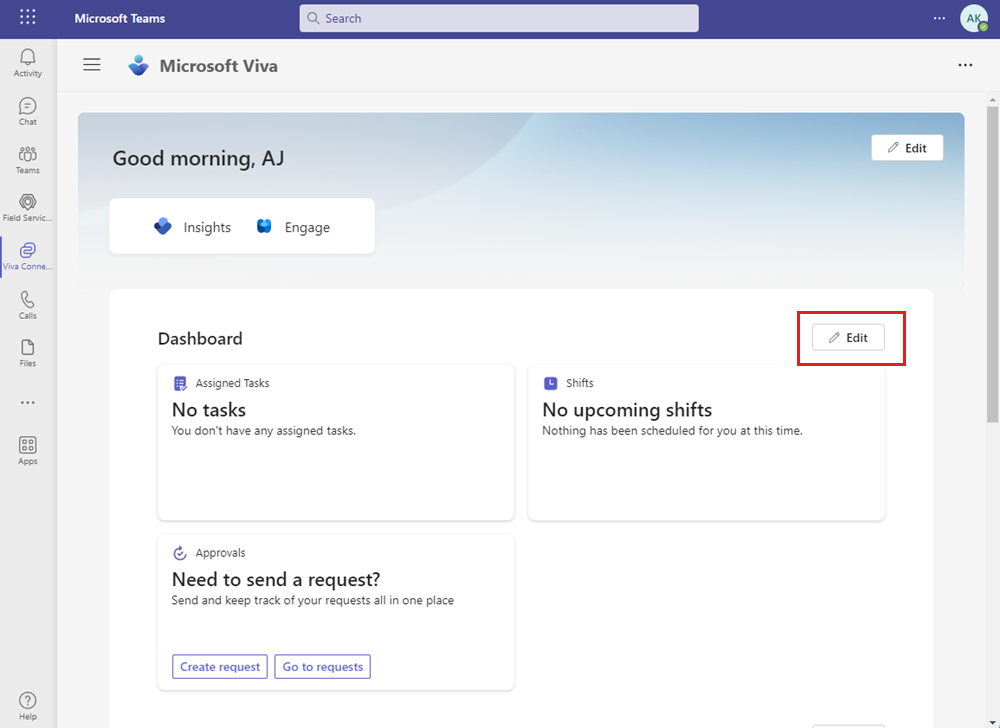 Microsoft Teams
Search
AK
Activity
Chat
Teams
Field Servic...
Viva Conne...
Calls
Files
Apps
Help
Microsoft Viva
Good morning, AJ
Edit
Insights
Engage
Dashboard
Edit
Assigned Tasks
No tasks
You don't have any assigned tasks.
Shifts
No upcoming shifts
Nothing has been scheduled for you at this time.
Approvals
Need to send a request?
Send and keep track of your requests all in one place
Create request
Go to requests